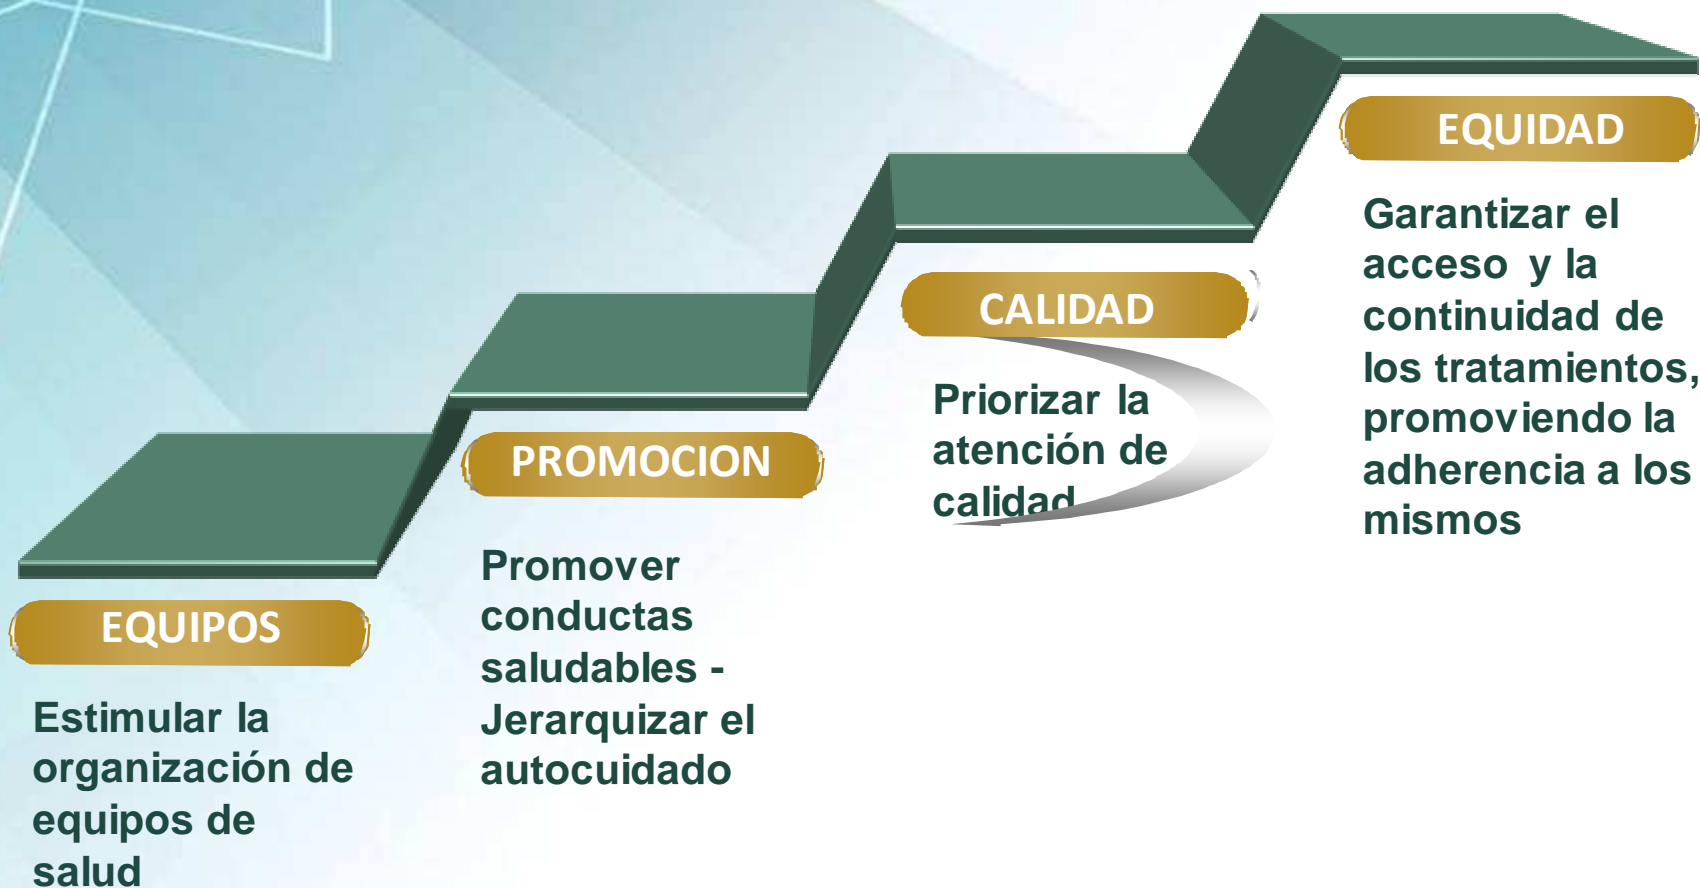 EQUIPOS
Estimular la
organización de
equipos de
salud
PROMOCION
Promover
conductas
saludables -
Jerarquizar el
autocuidado
CALIDAD
Priorizar la
atención de
calidad
EQUIDAD
Garantizar el
acceso y la
continuidad de
los tratamientos,
promoviendo la
adherencia a los
mismos